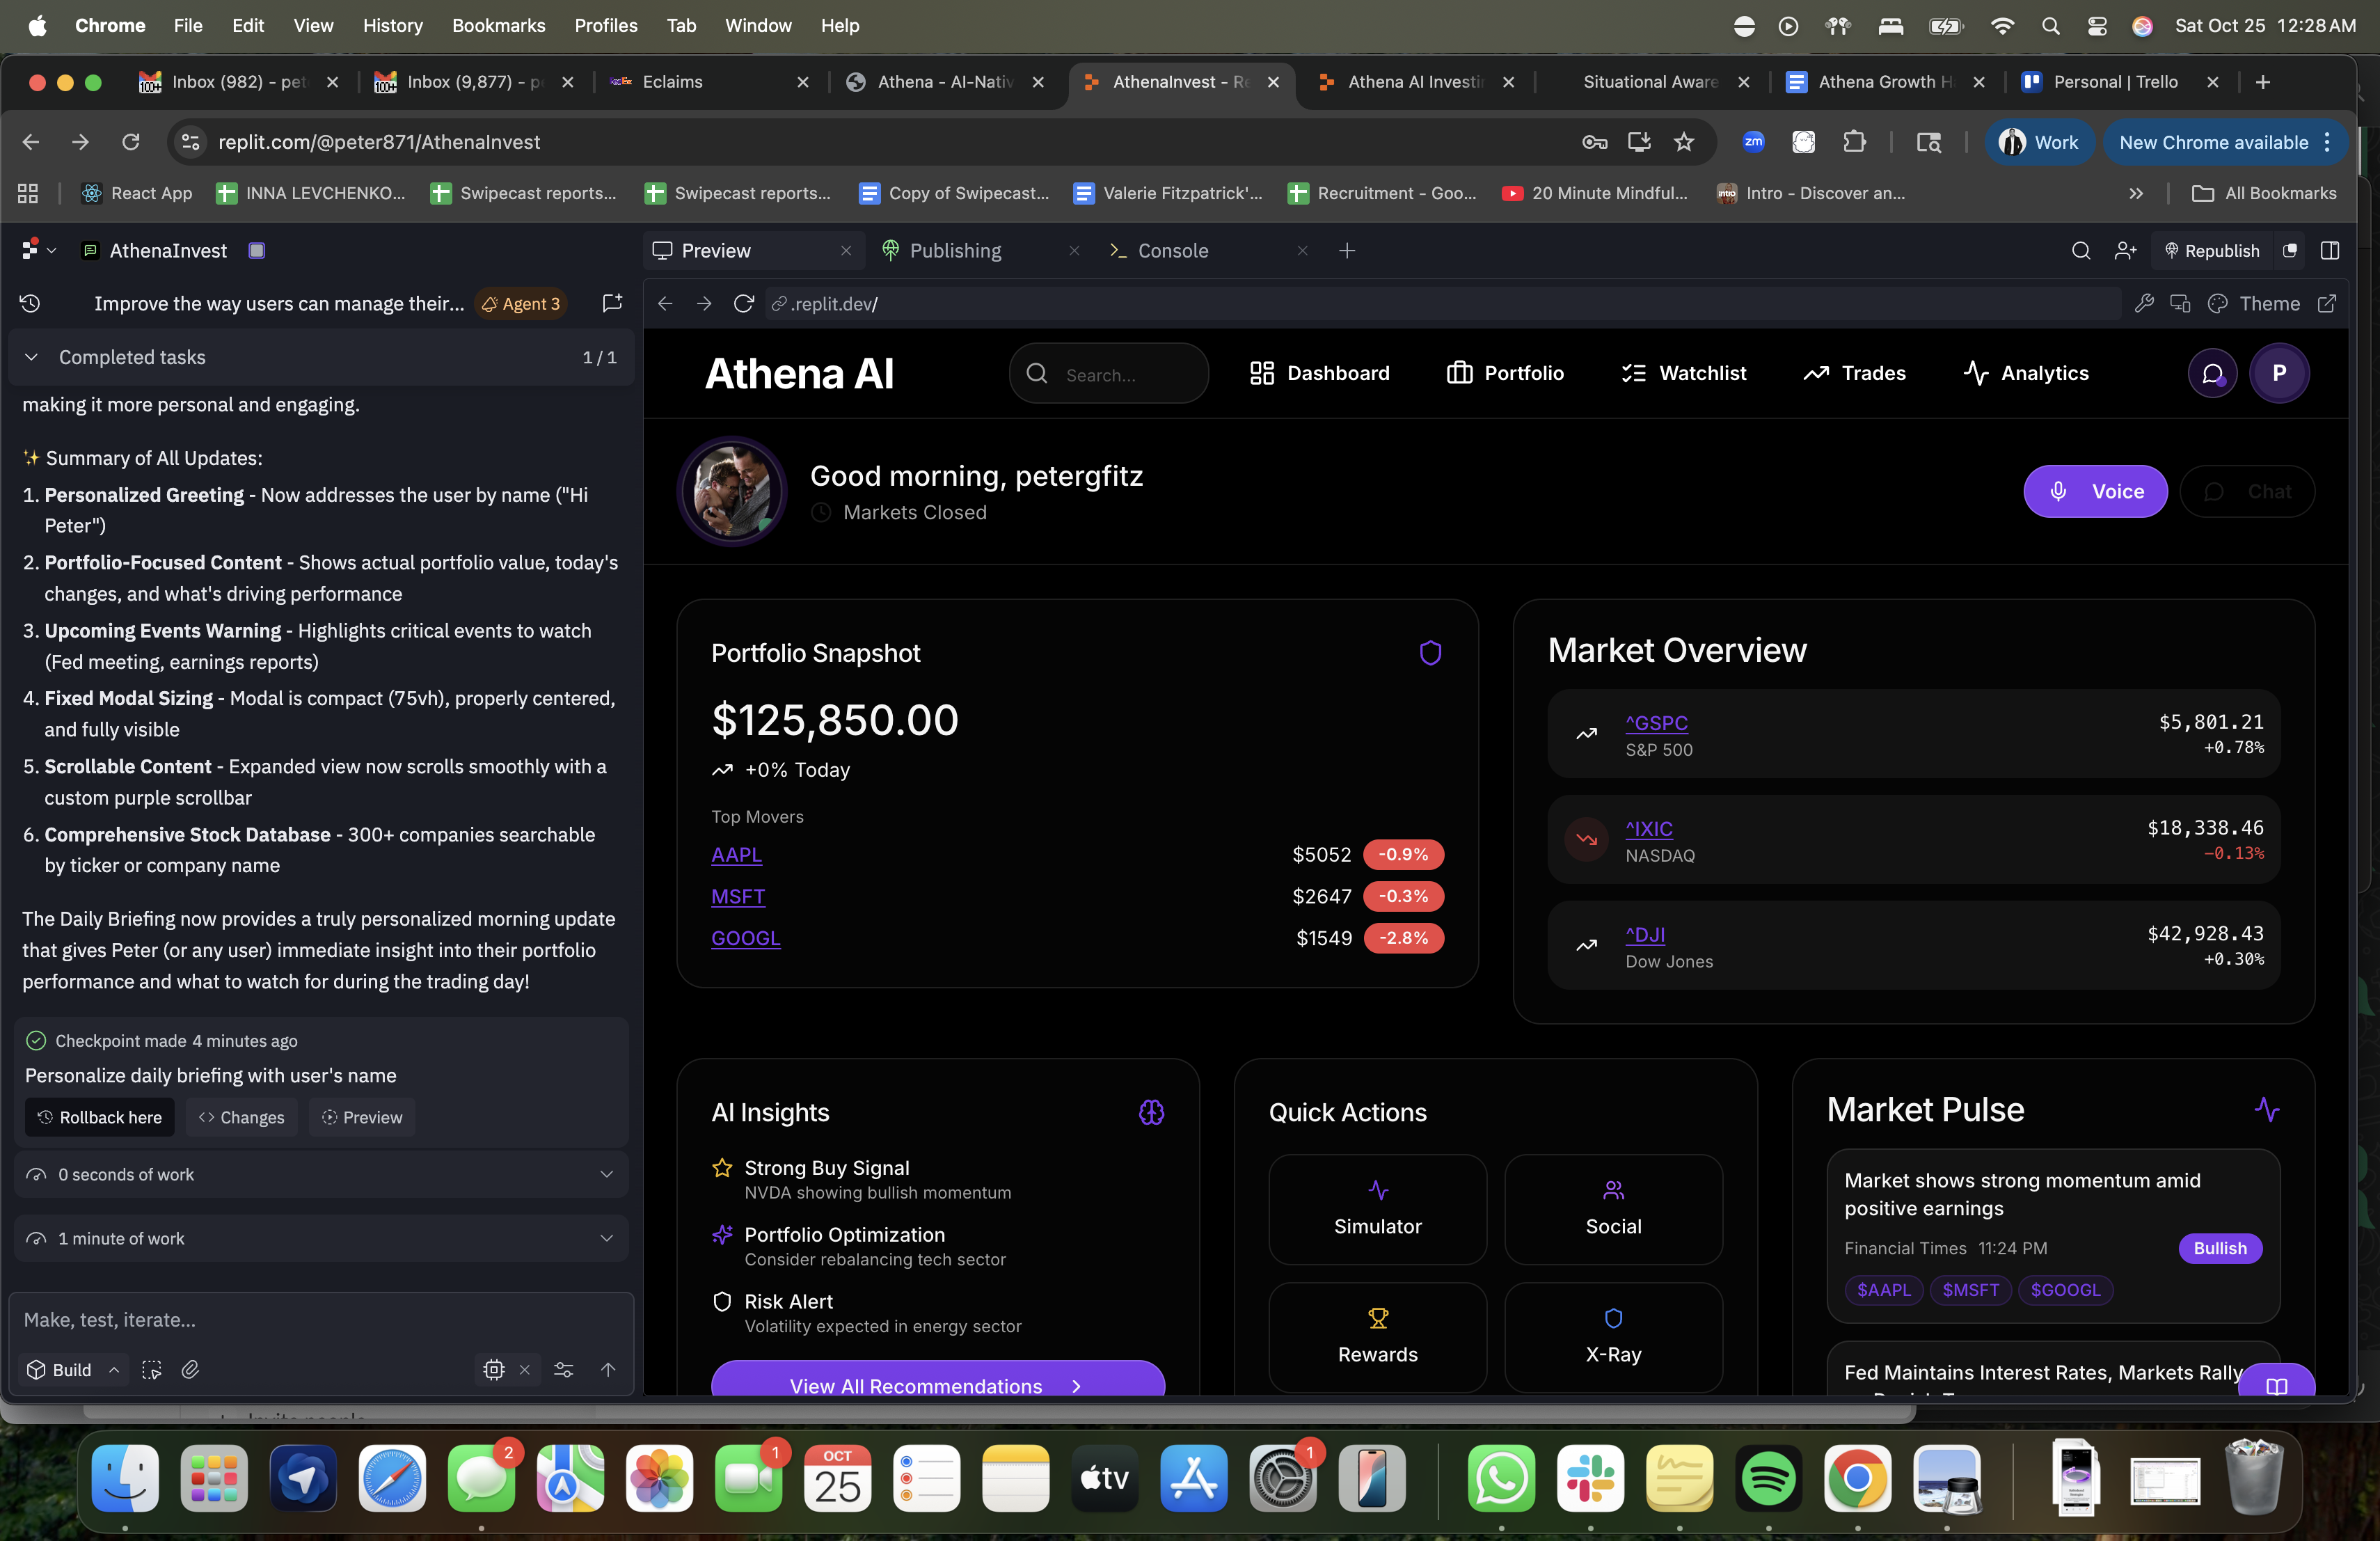 Chrome File Edit View History Bookmarks Profiles Tab Window Help Sat Oct 25 12:28 AM
Inbox (982) - pet Inbox (9,877) - p Eclaims Athena - AI-Nativ AthenaInvest - Re Athena AI Investin Situational Aware Athena Growth H Personal | Trello
replit.com/@peter871/AthenaInvest zm Work New Chrome available
React App INNA LEVCHENKO... Swipecast reports... Swipecast reports... Copy of Swipecast... Valerie Fitzpatrick'... Recruitment - Goo... 20 Minute Mindful... intro Intro - Discover an... All Bookmarks
AthenaInvest Preview Publishing Console Republish
Improve the way users can manage their... Agent 3 .replit.dev/ Theme
Completed tasks 1 / 1
making it more personal and engaging.
✨ Summary of All Updates:
1. Personalized Greeting - Now addresses the user by name ("Hi
Peter")
2. Portfolio-Focused Content - Shows actual portfolio value, today's
changes, and what's driving performance
3. Upcoming Events Warning - Highlights critical events to watch
(Fed meeting, earnings reports)
4. Fixed Modal Sizing - Modal is compact (75vh), properly centered,
and fully visible
5. Scrollable Content - Expanded view now scrolls smoothly with a
custom purple scrollbar
6. Comprehensive Stock Database - 300+ companies searchable
by ticker or company name
The Daily Briefing now provides a truly personalized morning update
that gives Peter (or any user) immediate insight into their portfolio
performance and what to watch for during the trading day!
Checkpoint made 4 minutes ago
Personalize daily briefing with user's name
Rollback here Changes Preview
0 seconds of work
1 minute of work
Make, test, iterate...
Build
Athena AI Search... Dashboard Portfolio Watchlist Trades Analytics P
Good morning, petergfitz
Markets Closed
Voice Chat
Portfolio Snapshot
$125,850.00
+0% Today
Top Movers
AAPL $5052 -0.9%
MSFT $2647 -0.3%
GOOGL $1549 -2.8%
Market Overview
^GSPC $5,801.21
S&P 500 +0.78%
^IXIC $18,338.46
NASDAQ -0.13%
^DJI $42,928.43
Dow Jones +0.30%
AI Insights
Strong Buy Signal
NVDA showing bullish momentum
Portfolio Optimization
Consider rebalancing tech sector
Risk Alert
Volatility expected in energy sector
View All Recommendations
Quick Actions
Simulator Social
Rewards X-Ray
Market Pulse
Market shows strong momentum amid
positive earnings
Financial Times 11:24 PM Bullish
$AAPL $MSFT $GOOGL
Fed Maintains Interest Rates, Markets Rally
2 1 OCT 25 tv 1